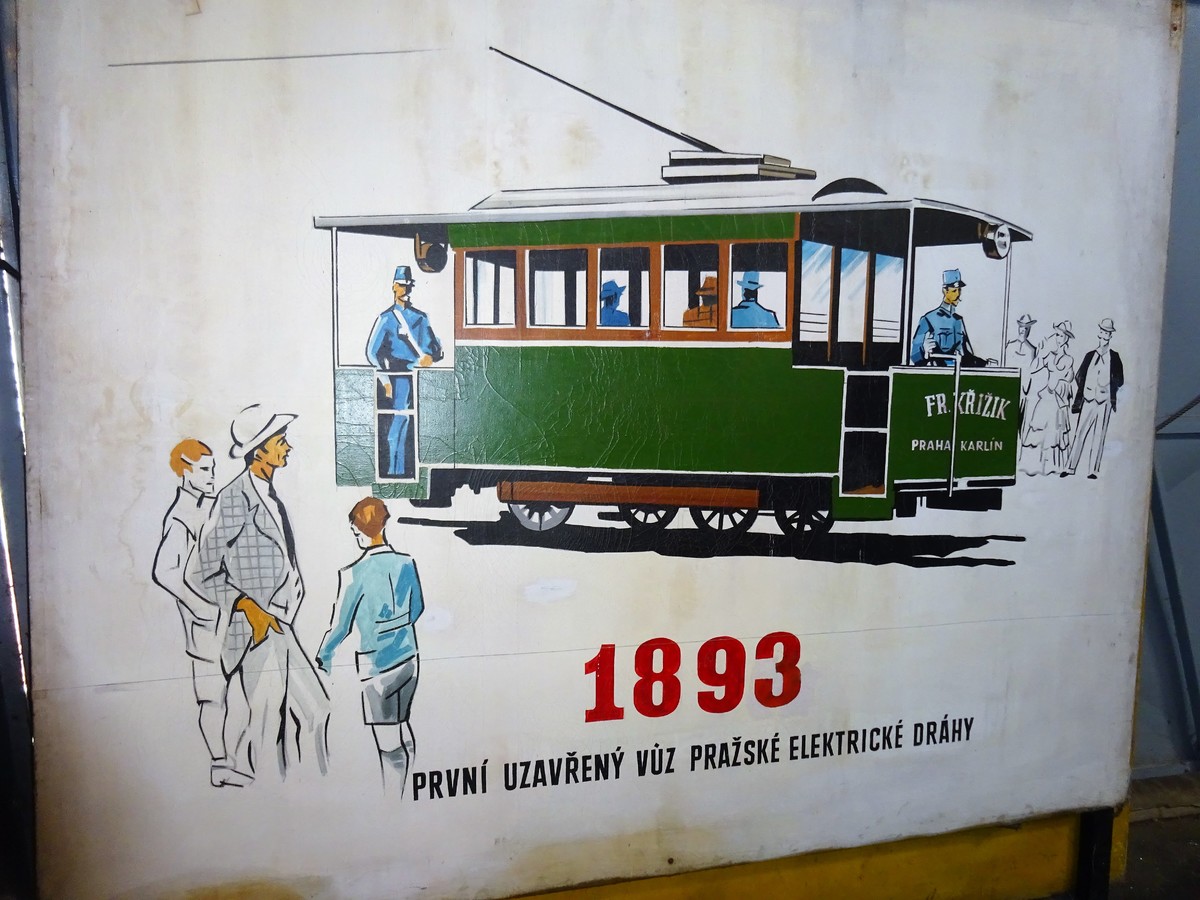 FR. KŘIŽIK
PRAHA KARLÍN
1893
PRVNÍ UZAVŘENÝ VŮZ PRAŽSKÉ ELEKTRICKÉ DRÁHY